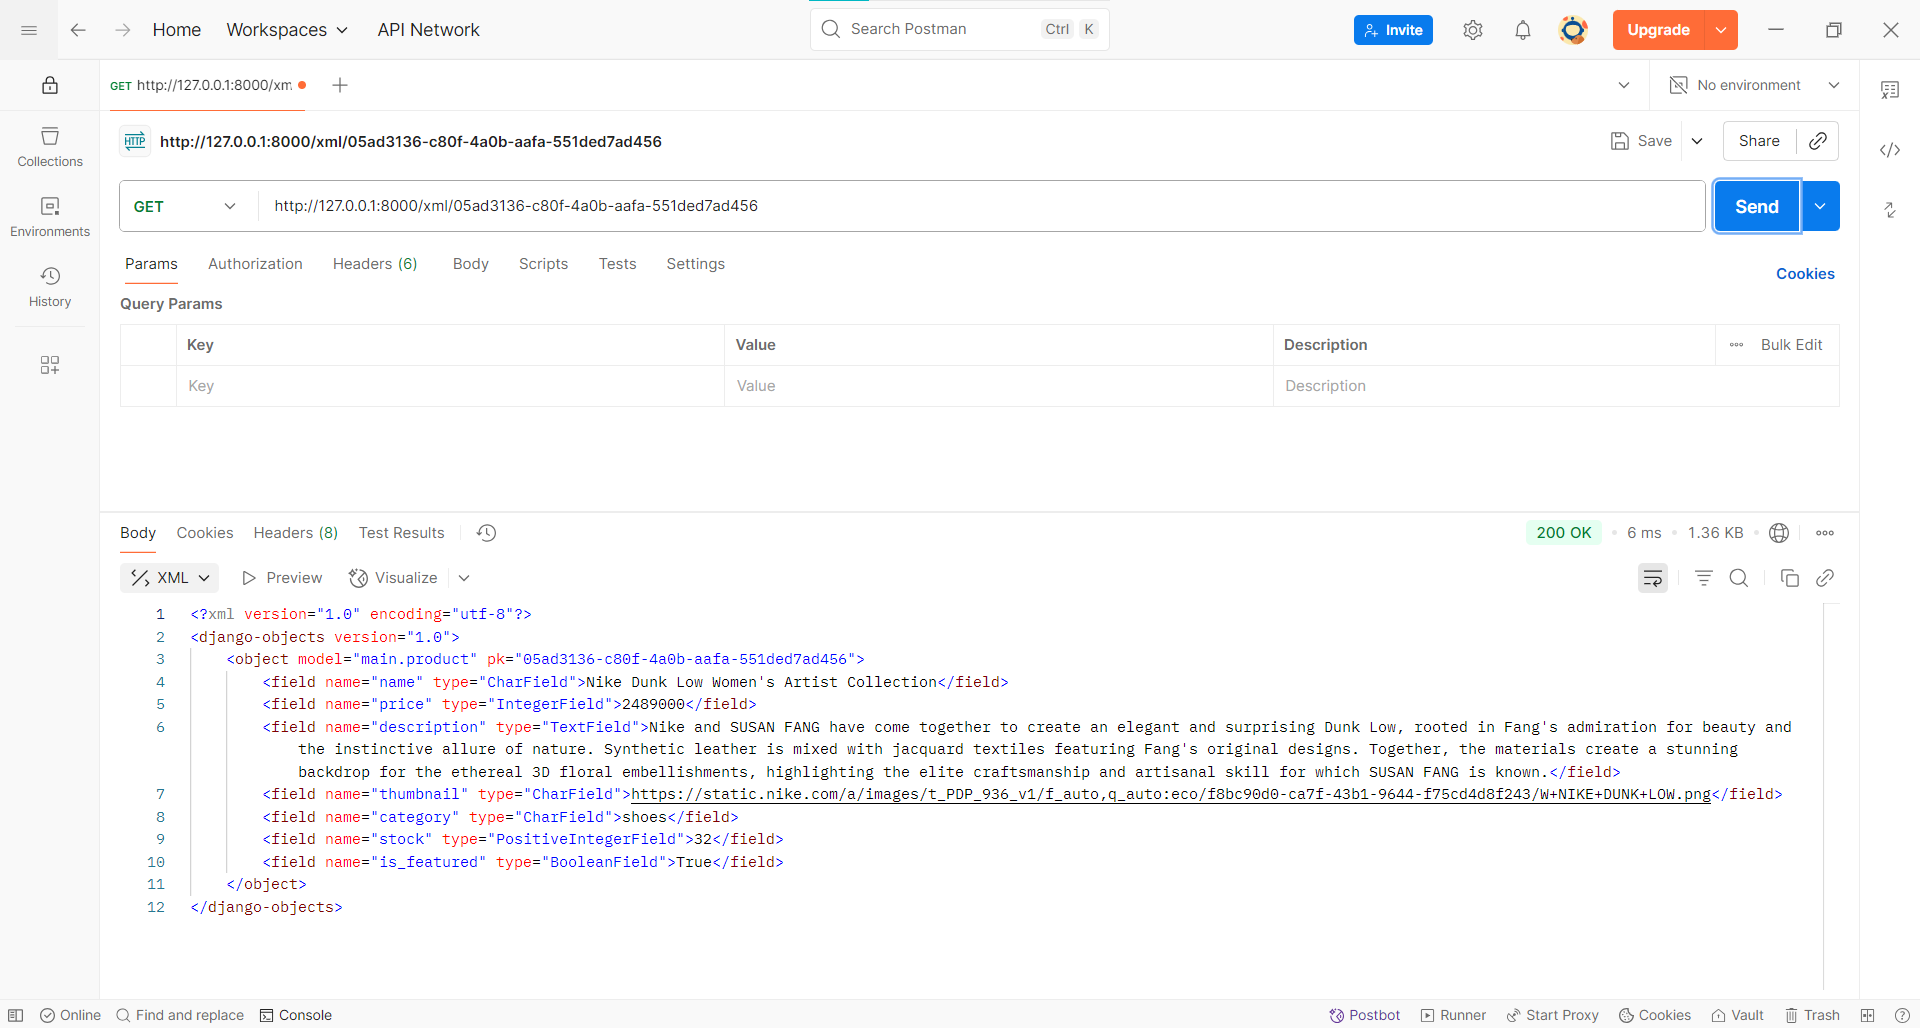 Home Workspaces API Network Search Postman Ctrl K Invite Upgrade
GET http://127.0.0.1:8000/xm No environment
HTTP http://127.0.0.1:8000/xml/05ad3136-c80f-4a0b-aafa-551ded7ad456 Save Share
Collections
Environments
History
GET http://127.0.0.1:8000/xml/05ad3136-c80f-4a0b-aafa-551ded7ad456 Send
Params Authorization Headers (6) Body Scripts Tests Settings Cookies
Query Params
Key Value Description Bulk Edit
Key Value Description
Body Cookies Headers (8) Test Results 200 OK 6 ms 1.36 KB
XML Preview Visualize
1 <?xml version="1.0" encoding="utf-8"?>
2 <django-objects version="1.0">
3 <object model="main.product" pk="05ad3136-c80f-4a0b-aafa-551ded7ad456">
4 <field name="name" type="CharField">Nike Dunk Low Women's Artist Collection</field>
5 <field name="price" type="IntegerField">2489000</field>
6 <field name="description" type="TextField">Nike and SUSAN FANG have come together to create an elegant and surprising Dunk Low, rooted in Fang's admiration for beauty and
the instinctive allure of nature. Synthetic leather is mixed with jacquard textiles featuring Fang's original designs. Together, the materials create a stunning
backdrop for the ethereal 3D floral embellishments, highlighting the elite craftsmanship and artisanal skill for which SUSAN FANG is known.</field>
7 <field name="thumbnail" type="CharField">https://static.nike.com/a/images/t_PDP_936_v1/f_auto,q_auto:eco/f8bc90d0-ca7f-43b1-9644-f75cd4d8f243/W+NIKE+DUNK+LOW.png</field>
8 <field name="category" type="CharField">shoes</field>
9 <field name="stock" type="PositiveIntegerField">32</field>
10 <field name="is_featured" type="BooleanField">True</field>
11 </object>
12 </django-objects>
Online Find and replace Console Postbot Runner Start Proxy Cookies Vault Trash